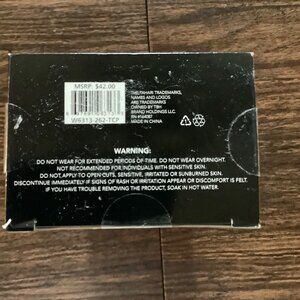 MSRP: $42.00
W6313-262-TCP
THE TAHARI TRADEMARKS,
NAMES AND LOGOS
ARE TRADEMARKS
OWNED BY TBH
BRAND HOLDINGS LLC.
MADE IN CHINA
WARNING:
DO NOT WEAR FOR EXTENDED PERIODS OF TIME. DO NOT WEAR OVERNIGHT.
NOT RECOMMENDED FOR INDIVIDUALS WITH SENSITIVE SKIN.
DO NOT APPLY TO OPEN CUTS, SENSITIVE, IRRITATED OR SUNBURNED SKIN.
DISCONTINUE IMMEDIATELY IF SIGNS OF RASH OR IRRITATION APPEAR OR DISCOMFORT IS FELT.
IF YOU HAVE TROUBLE REMOVING THE PRODUCT, SOAK IN HOT WATER.